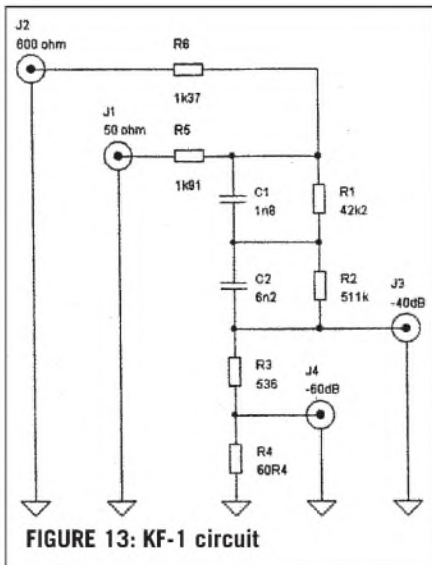 J2
600 ohm
R6
1k37
J1
50 ohm
R5
1k91
C1
1n8
R1
42k2
C2
6n2
R2
511k
J3
-40dB
R3
536
J4
-60dB
R4
60R4
FIGURE 13: KF-1 circuit